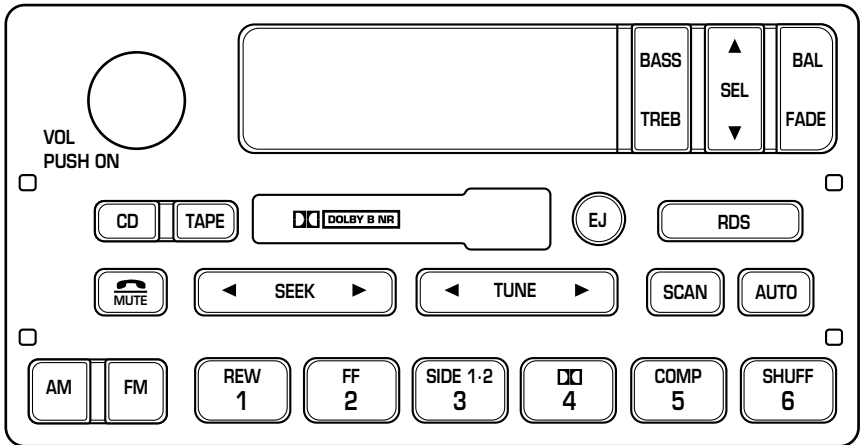 BASS
TREB
▲
SEL
▼
BAL
FADE
VOL
PUSH ON
CD
TAPE
DOLBY B NR
EJ
RDS
MUTE
◄ SEEK ►
◄ TUNE ►
SCAN
AUTO
AM
FM
REW
1
FF
2
SIDE 1·2
3
4
COMP
5
SHUFF
6